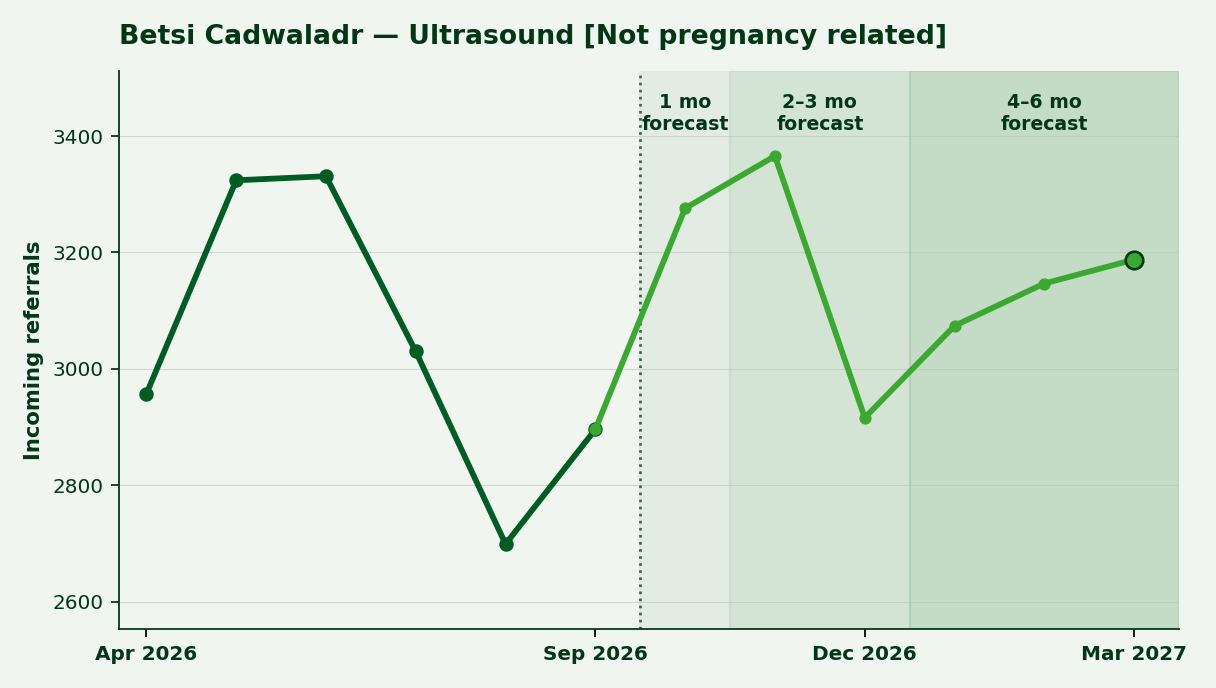 Betsi Cadwaladr — Ultrasound [Not pregnancy related]
1 mo
forecast
2–3 mo
forecast
4–6 mo
forecast
Incoming referrals
3400
3200
3000
2800
2600
Apr 2026
Sep 2026
Dec 2026
Mar 2027